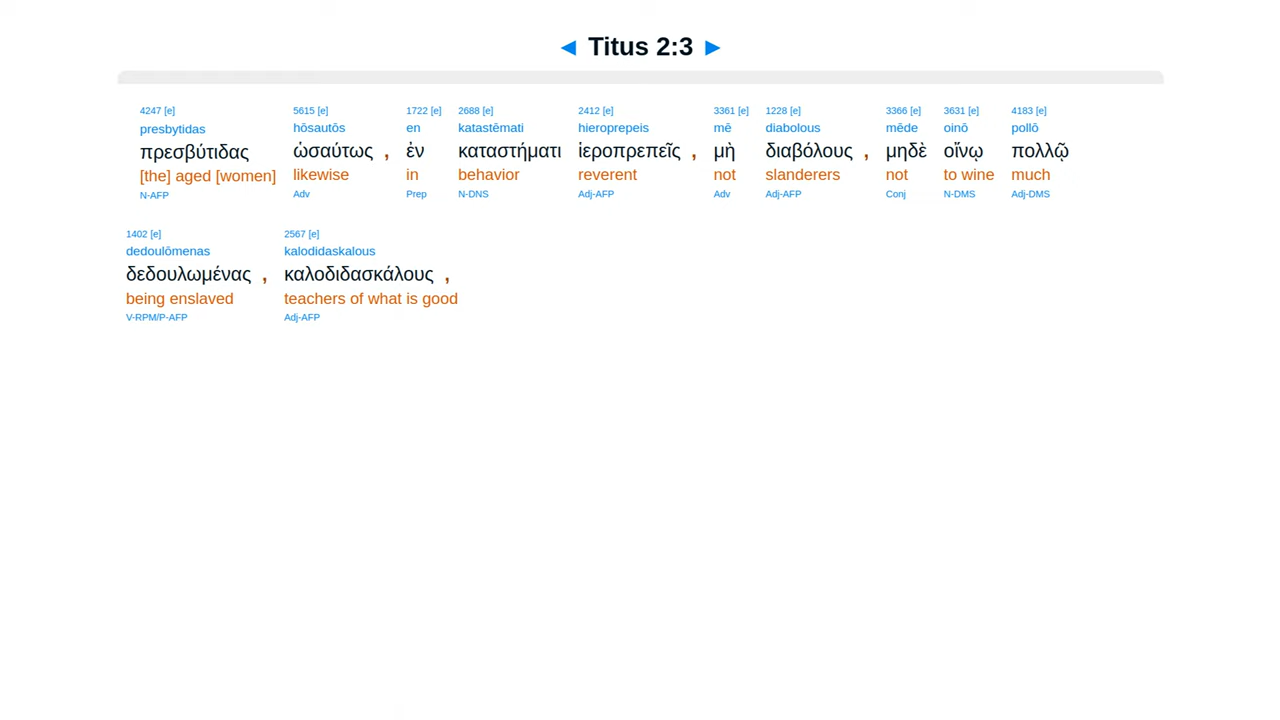 ◄ Titus 2:3 ►
4247 [e] 5615 [e] 1722 [e] 2688 [e] 2412 [e] 3361 [e] 1228 [e] 3366 [e] 3631 [e] 4183 [e]
presbytidas hōsautōs en katastēmati hieroprepeis mē diabolous mēde oinō pollō
πρεσβύτιδας ὡσαύτως , ἐν καταστήματι ἱεροπρεπεῖς , μὴ διαβόλους , μηδὲ οἴνῳ πολλῷ
[the] aged [women] likewise in behavior reverent not slanderers not to wine much
N-AFP Adv Prep N-DNS Adj-AFP Adv Adj-AFP Conj N-DMS Adj-DMS
1402 [e] 2567 [e]
dedoulōmenas kalodidaskalous
δεδουλωμένας , καλοδιδασκάλους ,
being enslaved teachers of what is good
V-RPM/P-AFP Adj-AFP